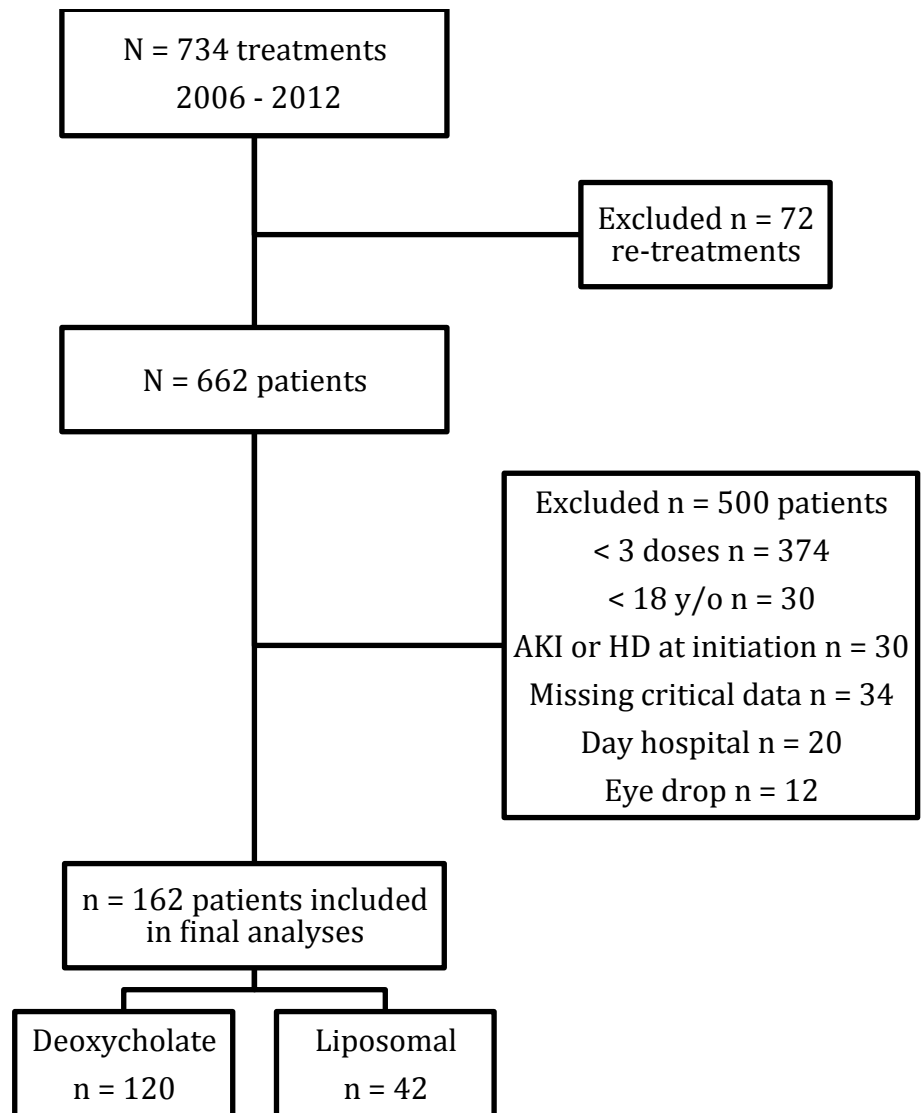 N = 734 treatments
2006 - 2012
Excluded n = 72
re-treatments
N = 662 patients
Excluded n = 500 patients
< 3 doses n = 374
< 18 y/o n = 30
AKI or HD at initiation n = 30
Missing critical data n = 34
Day hospital n = 20
Eye drop n = 12
n = 162 patients included
in final analyses
Deoxycholate
n = 120
Liposomal
n = 42